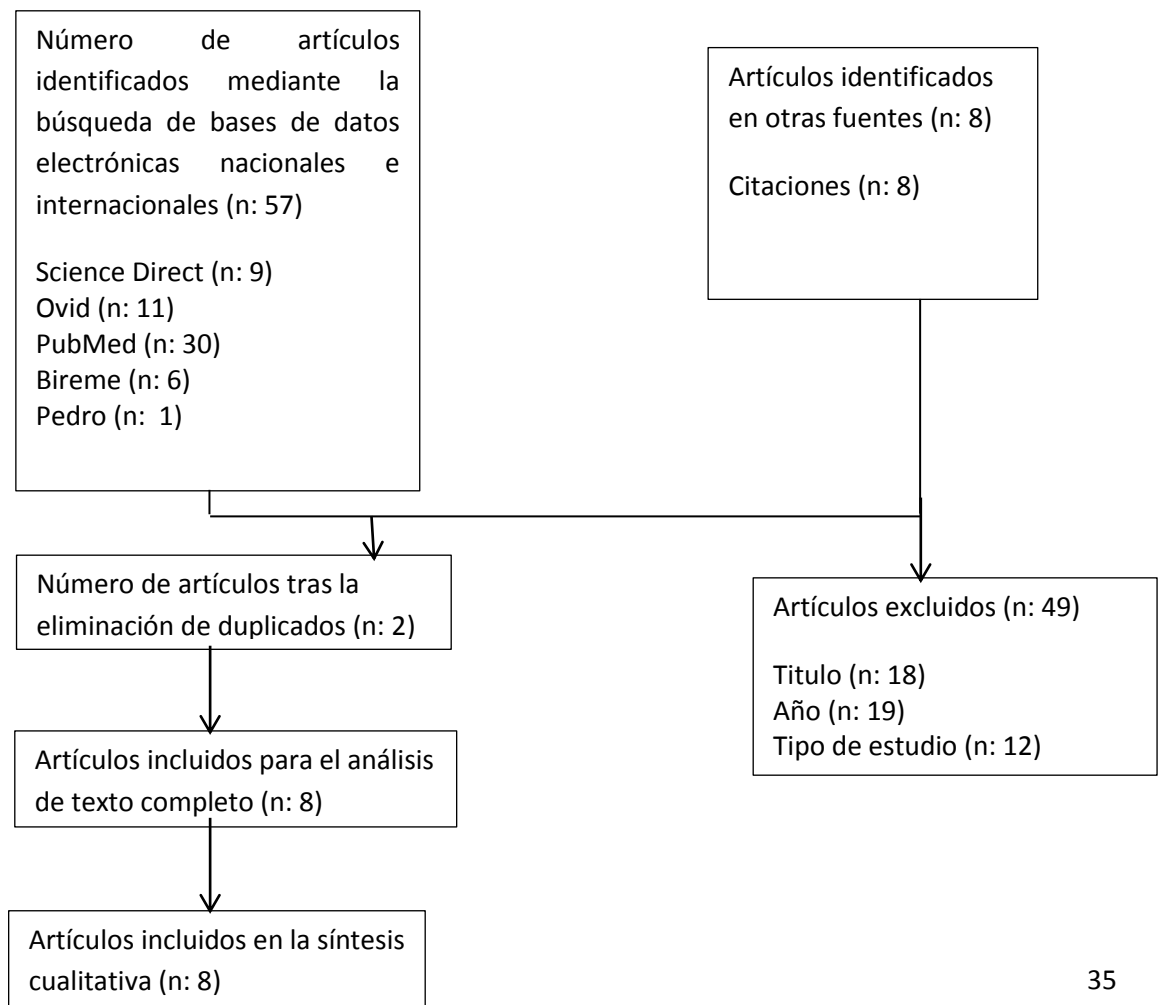 Número de artículos
identificados mediante la
búsqueda de bases de datos
electrónicas nacionales e
internacionales (n: 57)
Science Direct (n: 9)
Ovid (n: 11)
PubMed (n: 30)
Bireme (n: 6)
Pedro (n: 1)
Artículos identificados
en otras fuentes (n: 8)
Citaciones (n: 8)
Número de artículos tras la
eliminación de duplicados (n: 2)
Artículos excluidos (n: 49)
Titulo (n: 18)
Año (n: 19)
Tipo de estudio (n: 12)
Artículos incluidos para el análisis
de texto completo (n: 8)
Artículos incluidos en la síntesis
cualitativa (n: 8)
35